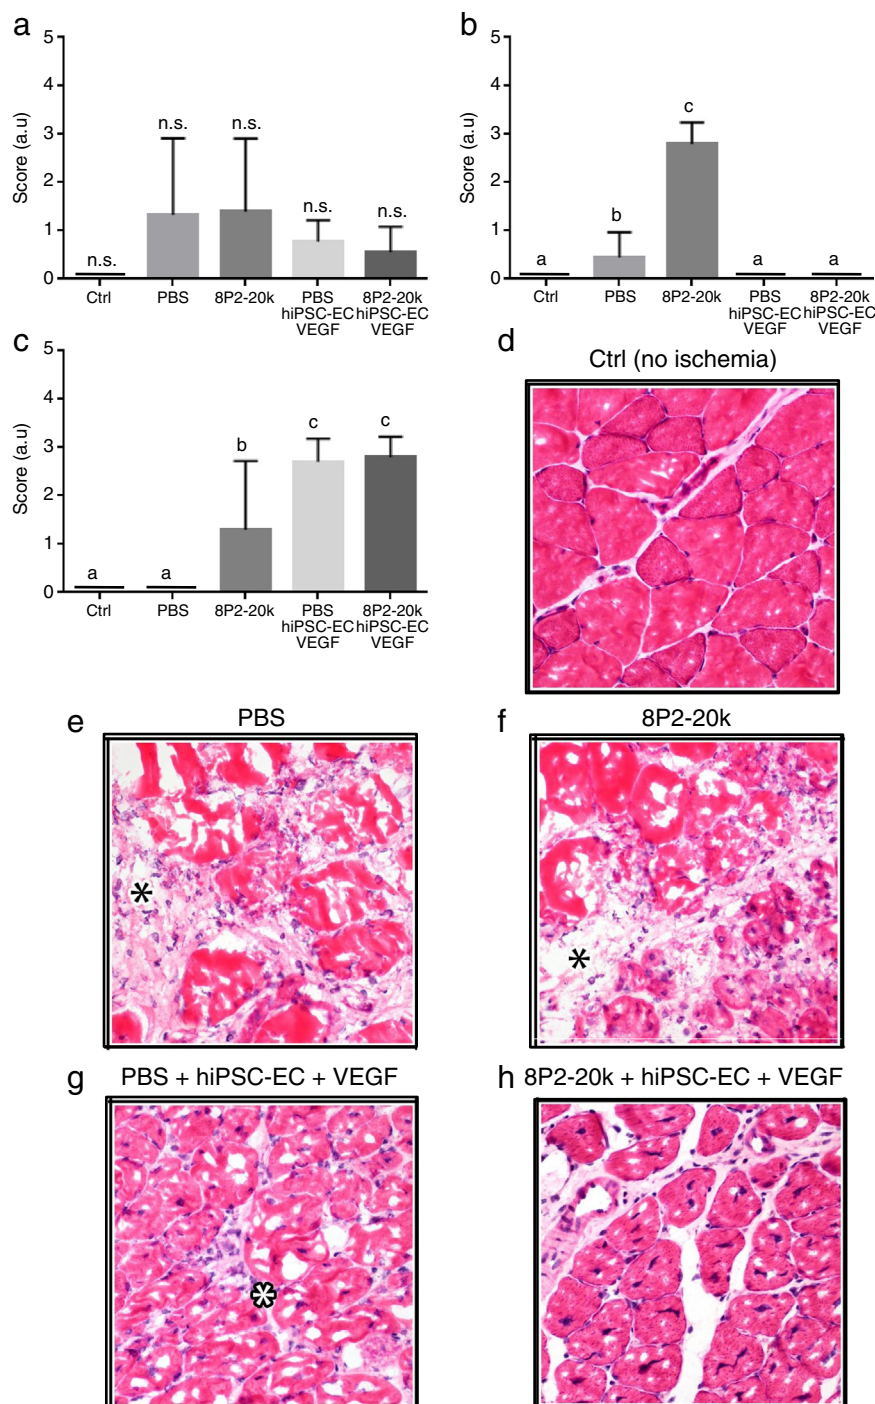 a
5
4
3
2
1
0
Score (a.u)
n.s.
n.s.
n.s.
n.s.
n.s.
Ctrl
PBS
8P2-20k
PBS
hiPSC-EC
VEGF
8P2-20k
hiPSC-EC
VEGF
b
5
4
3
2
1
0
Score (a.u)
a
b
c
a
a
Ctrl
PBS
8P2-20k
PBS
hiPSC-EC
VEGF
8P2-20k
hiPSC-EC
VEGF
c
5
4
3
2
1
0
Score (a.u)
a
a
b
c
c
Ctrl
PBS
8P2-20k
PBS
hiPSC-EC
VEGF
8P2-20k
hiPSC-EC
VEGF
d
Ctrl (no ischemia)
e
PBS
*
f
8P2-20k
*
g
PBS + hiPSC-EC + VEGF
*
h
8P2-20k + hiPSC-EC + VEGF